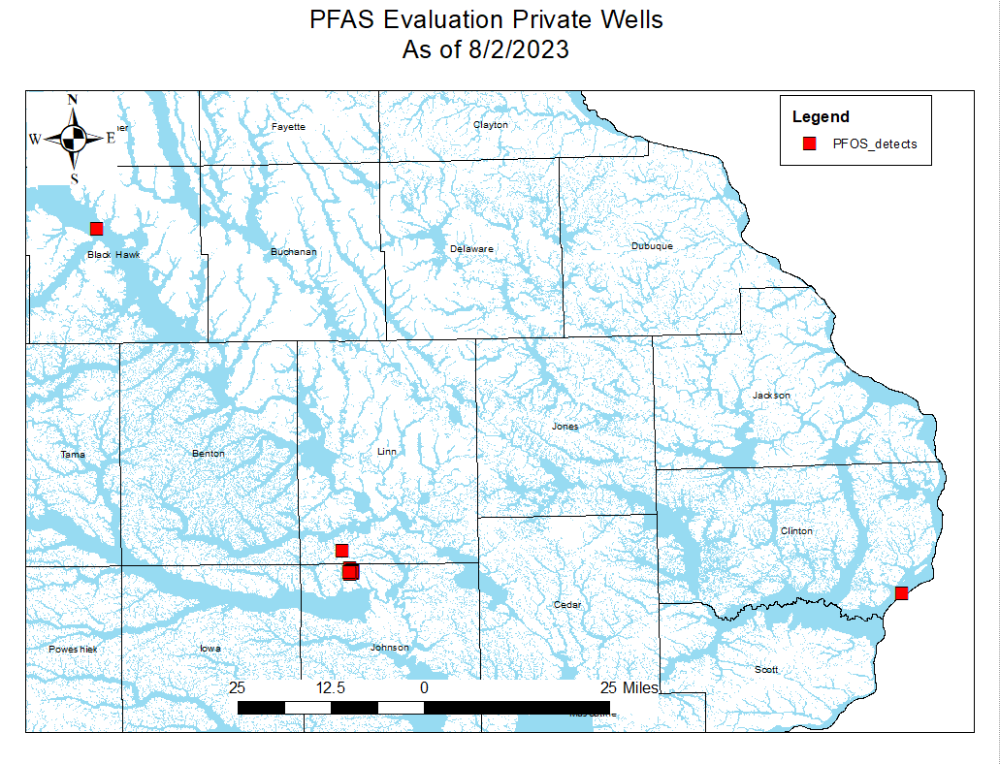 PFAS Evaluation Private Wells
As of 8/2/2023
N
W E
S
Legend
PFOS_detects
Fayette
Clayton
Black Hawk
Buchanan
Delaware
Dubuque
Jackson
Jones
Tama
Benton
Linn
Clinton
Cedar
Poweshiek
Iowa
Johnson
Scott
25 12.5 0 25 Miles